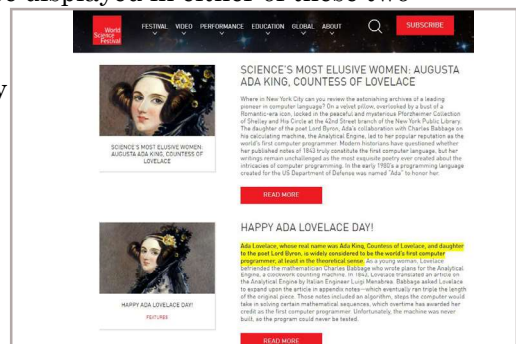 be displayed in either of these two
y
World
Science
Festival
FESTIVAL VIDEO PERFORMANCE EDUCATION GLOBAL ABOUT
SUBSCRIBE
SCIENCE'S MOST ELUSIVE WOMEN: AUGUSTA
ADA KING, COUNTESS OF LOVELACE
Where in New York City can you review the astonishing archives of a leading
pioneer in computer language? On a velvet pillow, overlooked by a bust of a
Romantic-era icon, locked in the peaceful and mysterious Pforzheimer Collection
of Shelley and His Circle at the 42nd Street branch of the New York Public Library.
The daughter of the poet Lord Byron, Ada's collaboration with Charles Babbage on
his calculating machine, the Analytical Engine, led to her popular reputation as the
world's first computer programmer. Modern historians have questioned whether
her published notes of 1843 truly constitute the first computer language, but her
writings remain unchallenged as the most exquisite poetry ever created about the
intricacies of computer programming. In the early 1980's a programming language
created for the US Department of Defense was named "Ada" to honor her.
SCIENCE'S MOST ELUSIVE WOMEN:
AUGUSTA ADA KING, COUNTESS OF
LOVELACE
READ MORE
HAPPY ADA LOVELACE DAY!
Ada Lovelace, whose real name was Ada King, Countess of Lovelace, and daughter
to the poet Lord Byron, is widely considered to be the world's first computer
programmer, at least in the theoretical sense. As a young woman, Lovelace
befriended the mathematician Charles Babbage who wrote plans for the Analytical
Engine, a clockwork counting machine. In 1842, Lovelace translated an article on
the Analytical Engine by Italian Engineer Luigi Menabrea. Babbage asked Lovelace
to expand upon the article in appendix notes—which eventually ran triple the length
of the original piece. Those notes included an algorithm, steps the computer would
take in solving certain mathematical sequences, which overtime has awarded her
credit as the first computer programmer. Unfortunately, the machine was never
built, so the program could never be tested.
HAPPY ADA LOVELACE DAY!
FEATURES
READ MORE